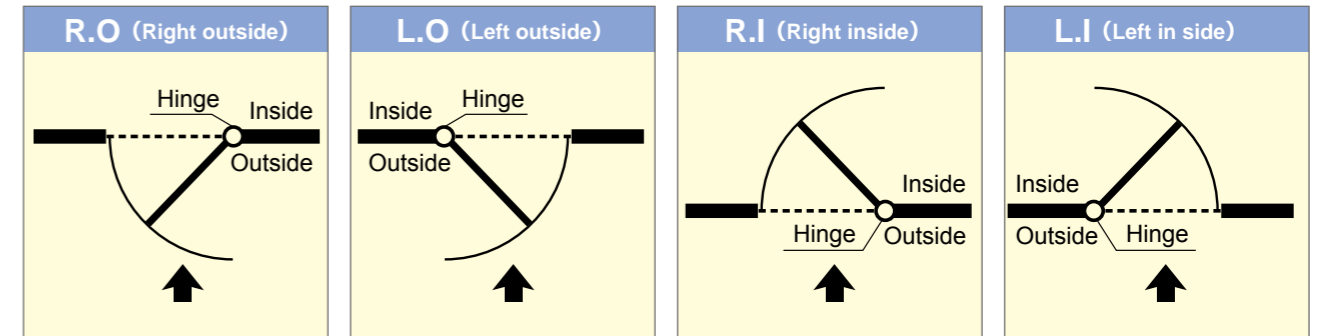 R.O (Right outside)
Hinge
Inside
Outside
L.O (Left outside)
Inside
Hinge
Outside
R.I (Right inside)
Inside
Hinge
Outside
L.I (Left in side)
Inside
Outside
Hinge